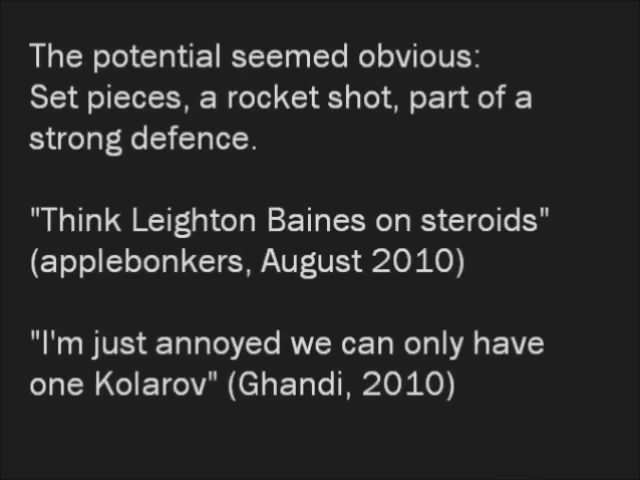 The potential seemed obvious:
Set pieces, a rocket shot, part of a
strong defence.
"Think Leighton Baines on steroids"
(applebonkers, August 2010)
"I'm just annoyed we can only have
one Kolarov" (Ghandi, 2010)